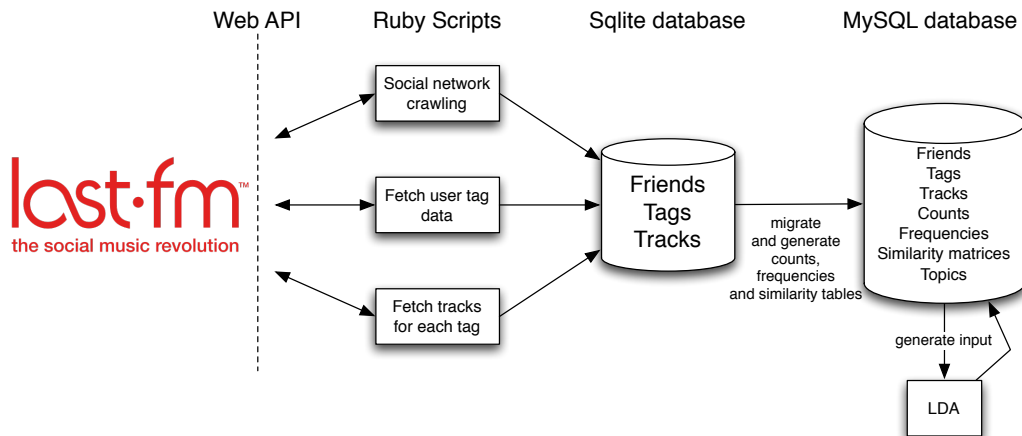 Web API
Ruby Scripts
Sqlite database
MySQL database
last.fm™
the social music revolution
Social network
crawling
Fetch user tag
data
Fetch tracks
for each tag
Friends
Tags
Tracks
migrate
and generate
counts,
frequencies
and similarity tables
Friends
Tags
Tracks
Counts
Frequencies
Similarity matrices
Topics
generate input
LDA